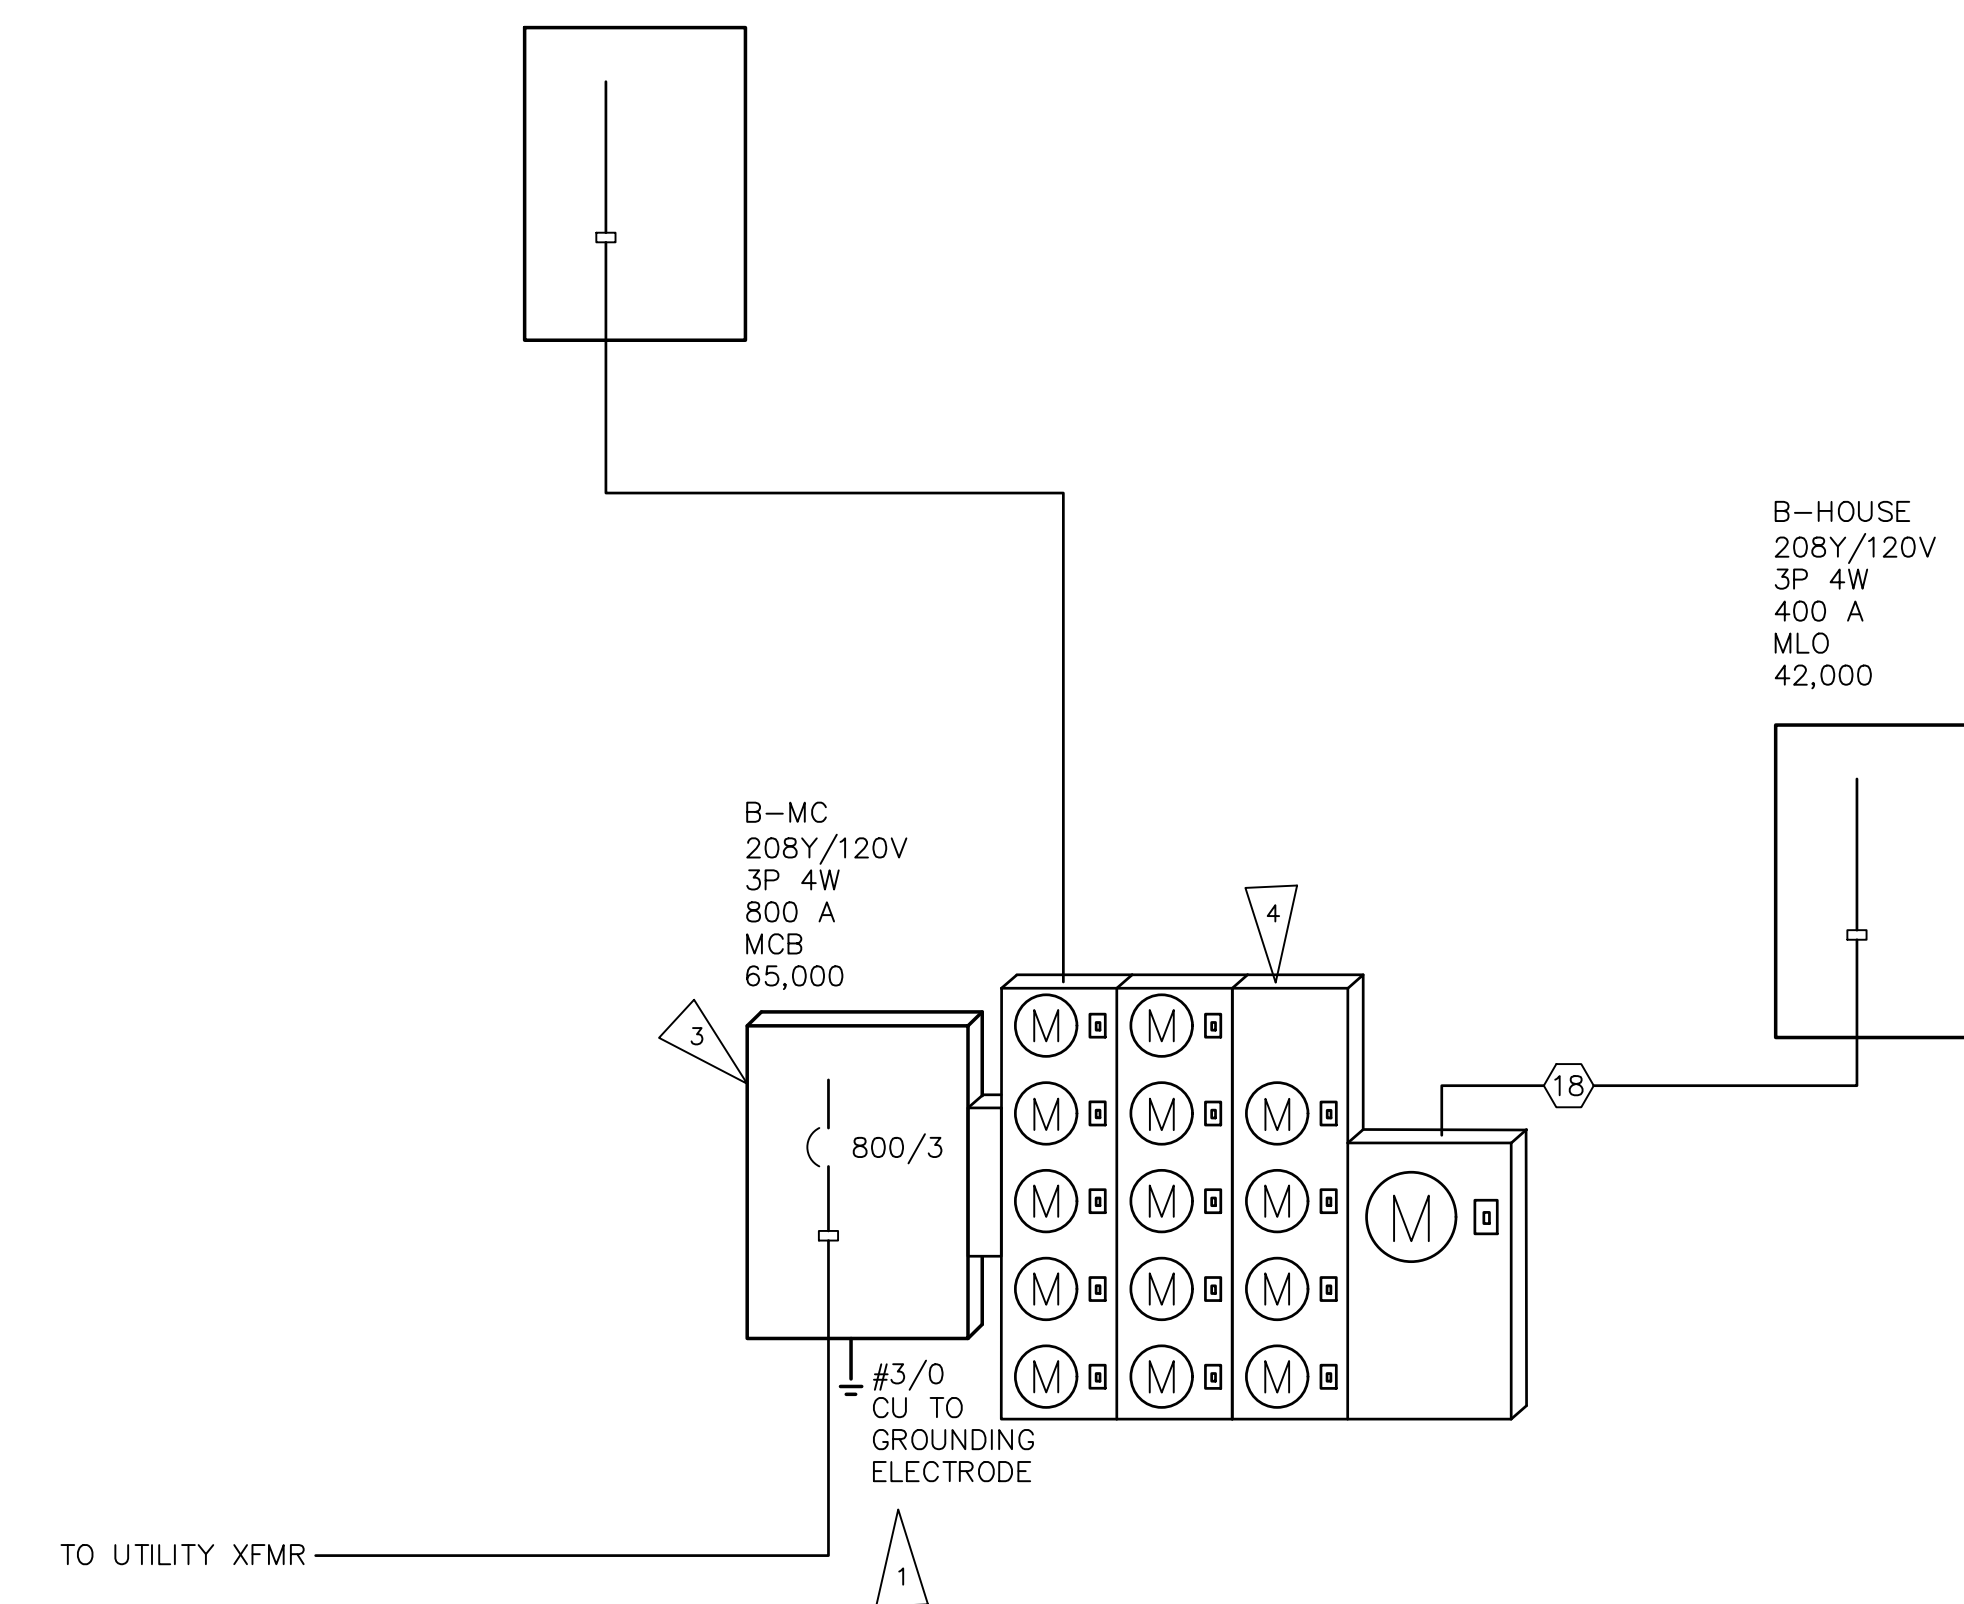 B-HOUSE
208Y/120V
3P 4W
400 A
MLO
42,000
B-MC
208Y/120V
3P 4W
800 A
MCB
65,000
4
3
M
M
18
800/3
M
M
M
M
M
M
M
M
M
M
M
M
M
#3/0
CU TO
GROUNDING
ELECTRODE
TO UTILITY XFMR
1